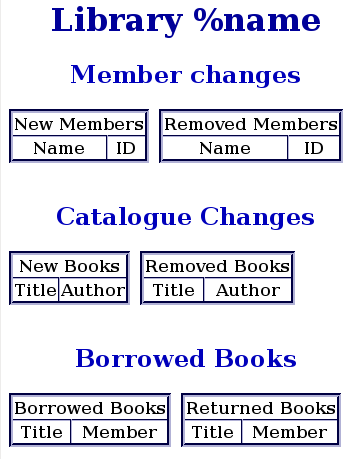 Library %name
Member changes
New Members Removed Members
Name ID Name ID
Catalogue Changes
New Books Removed Books
Title Author Title Author
Borrowed Books
Borrowed Books Returned Books
Title Member Title Member